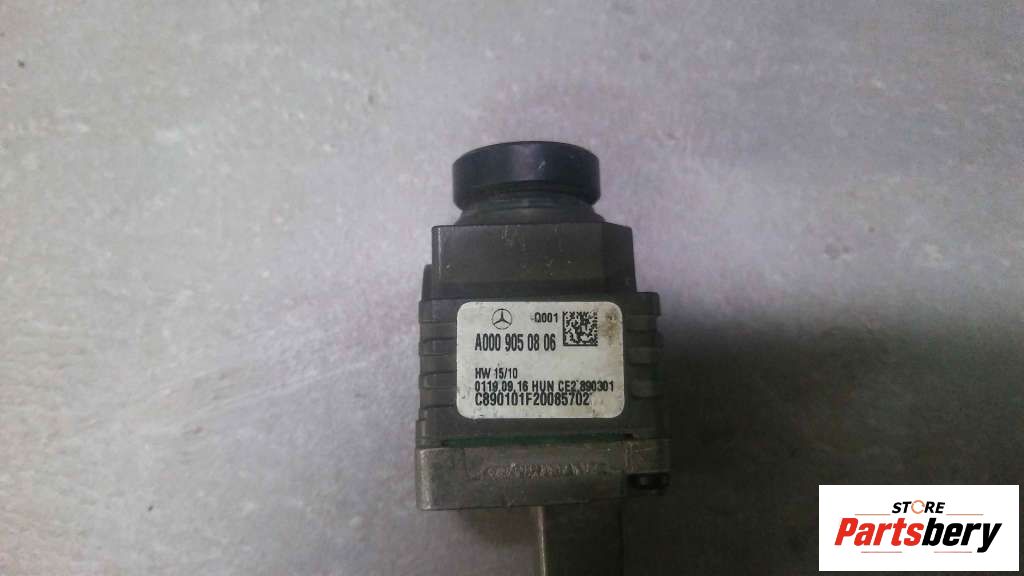 Q001
A000 905 08 06
HW 15/10
0119.09.16 HUN CE2 890301
C890101F20085702
STORE
Partsbery